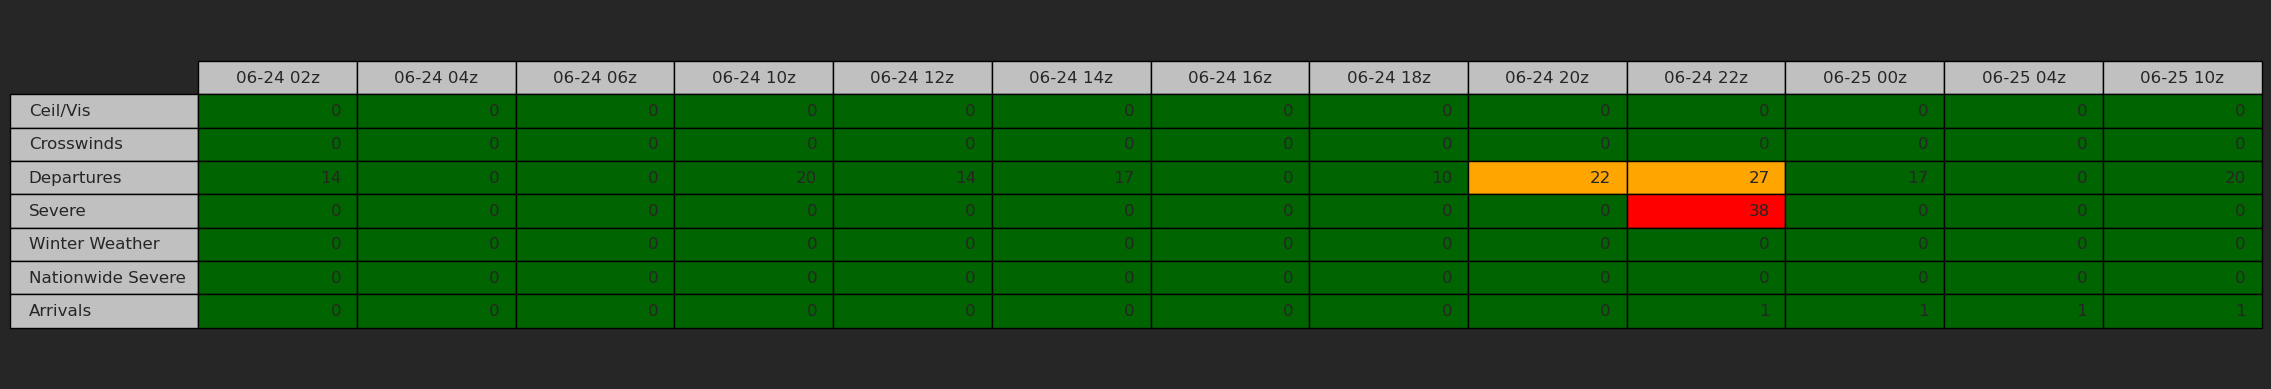 06-24 02z 06-24 04z 06-24 06z 06-24 10z 06-24 12z 06-24 14z 06-24 16z 06-24 18z 06-24 20z 06-24 22z 06-25 00z 06-25 04z 06-25 10z
Ceil/Vis 0 0 0 0 0 0 0 0 0 0 0 0 0
Crosswinds 0 0 0 0 0 0 0 0 0 0 0 0 0
Departures 14 0 0 20 14 17 0 10 22 27 17 0 20
Severe 0 0 0 0 0 0 0 0 0 38 0 0 0
Winter Weather 0 0 0 0 0 0 0 0 0 0 0 0 0
Nationwide Severe 0 0 0 0 0 0 0 0 0 0 0 0 0
Arrivals 0 0 0 0 0 0 0 0 0 1 1 1 1